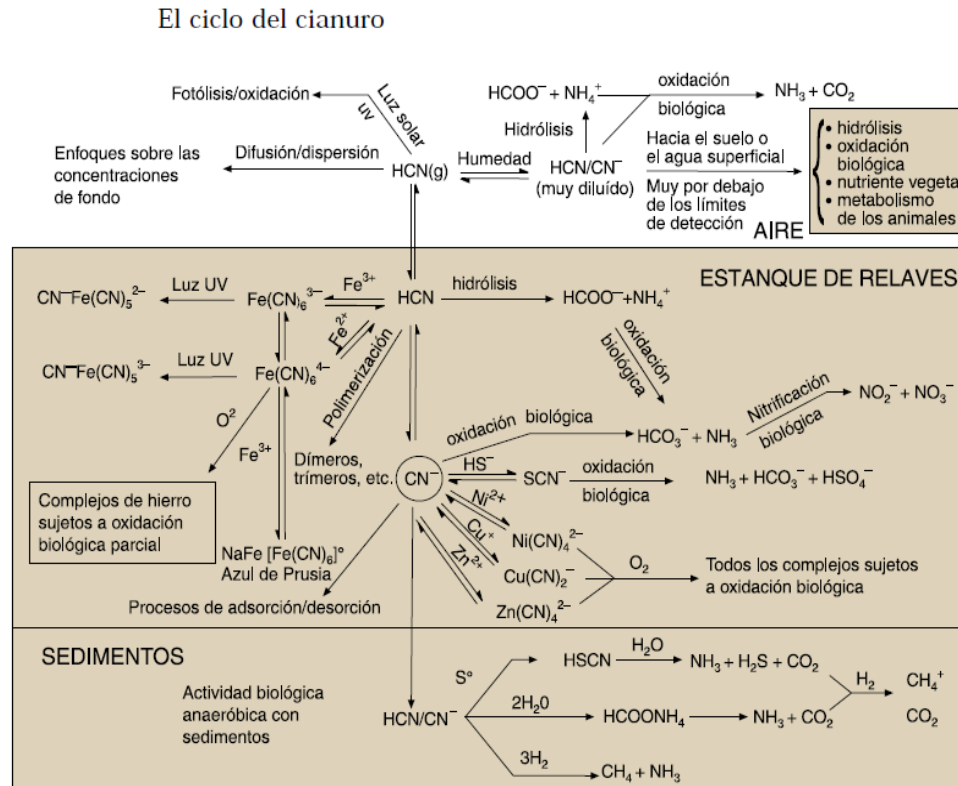 El ciclo del cianuro
Fotólisis/oxidación
Luz solar
uv
HCOO⁻ + NH₄⁺
oxidación
biológica
NH₃ + CO₂
Enfoques sobre las
concentraciones
de fondo
Difusión/dispersión
HCN(g)
Humedad
Hidrólisis
HCN/CN⁻
(muy diluído)
Hacia el suelo o
el agua superficial
Muy por debajo
de los límites
de detección
AIRE
• hidrólisis
• oxidación
biológica
• nutriente vegeta
• metabolismo
de los animales
ESTANQUE DE RELAVES
CN⁻Fe(CN)₅²⁻
Luz UV
Fe(CN)₆³⁻
Fe³⁺
HCN
hidrólisis
HCOO⁻+NH₄⁺
Fe²⁺
CN⁻Fe(CN)₅³⁻
Luz UV
Fe(CN)₆⁴⁻
Polimerización
oxidación
biológica
O²
Fe³⁺
Dímeros,
trímeros, etc.
CN⁻
oxidación
biológica
HCO₃⁻ + NH₃
Nitrificación
biológica
NO₂⁻ + NO₃⁻
HS⁻
SCN⁻
oxidación
biológica
NH₃ + HCO₃⁻ + HSO₄⁻
Complejos de hierro
sujetos a oxidación
biológica parcial
Ni²⁺
Cu⁺
Zn²⁺
Ni(CN)₄²⁻
Cu(CN)₂⁻
Zn(CN)₄²⁻
O₂
Todos los complejos sujetos
a oxidación biológica
NaFe [Fe(CN)₆]°
Azul de Prusia
Procesos de adsorción/desorción
SEDIMENTOS
Actividad biológica
anaeróbica con
sedimentos
HCN/CN⁻
S°
HSCN
H₂O
NH₃ + H₂S + CO₂
2H₂0
HCOONH₄
NH₃ + CO₂
H₂
CH₄⁺
CO₂
3H₂
CH₄ + NH₃